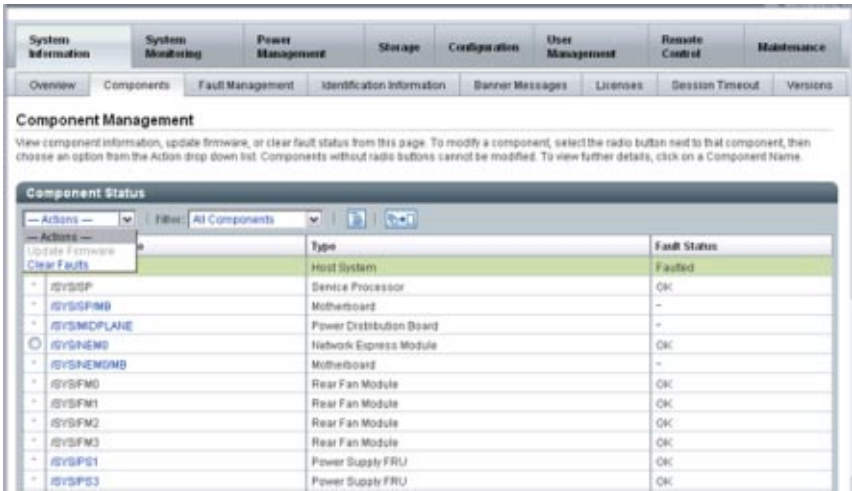 System Information
System Monitoring
Power Management
Storage
Configuration
User Management
Remote Control
Maintenance
Overview
Components
Fault Management
Identification Information
Banner Messages
Licenses
Session Timeout
Versions
Component Management
View component information, update firmware, or clear fault status from this page. To modify a component, select the radio button next to that component, then
choose an option from the Action drop down list. Components without radio buttons cannot be modified. To view further details, click on a Component Name.
Component Status
— Actions — Filter: All Components
— Actions —
Update Firmware
Clear Faults
Type Fault Status
Host System Faulted
/SYS/SP Service Processor OK
/SYS/SP/MB Motherboard -
/SYS/MIDPLANE Power Distribution Board -
/SYS/NEM0 Network Express Module OK
/SYS/NEM0/MB Motherboard -
/SYS/FM0 Rear Fan Module OK
/SYS/FM1 Rear Fan Module OK
/SYS/FM2 Rear Fan Module OK
/SYS/FM3 Rear Fan Module OK
/SYS/PS1 Power Supply FRU OK
/SYS/PS3 Power Supply FRU OK